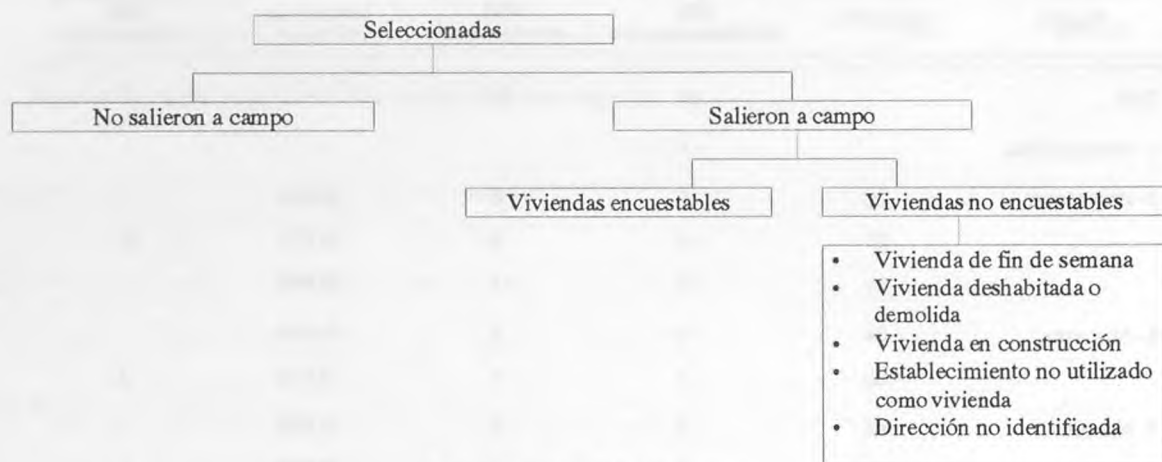 Seleccionadas
No salieron a campo
Salieron a campo
Viviendas encuestables
Viviendas no encuestables
• Vivienda de fin de semana
• Vivienda deshabitada o
demolida
• Vivienda en construcción
• Establecimiento no utilizado
como vivienda
• Dirección no identificada